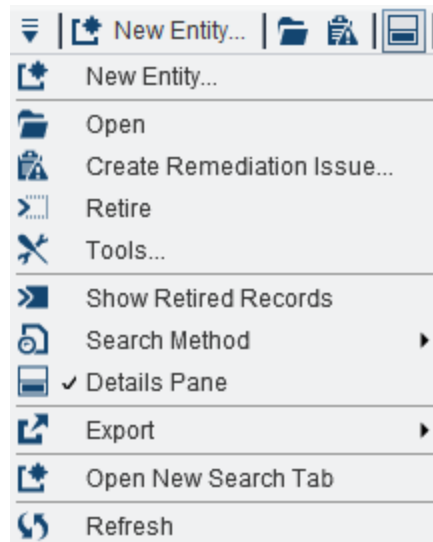 New Entity...
New Entity...
Open
Create Remediation Issue...
Retire
Tools...
Show Retired Records
Search Method
Details Pane
Export
Open New Search Tab
Refresh